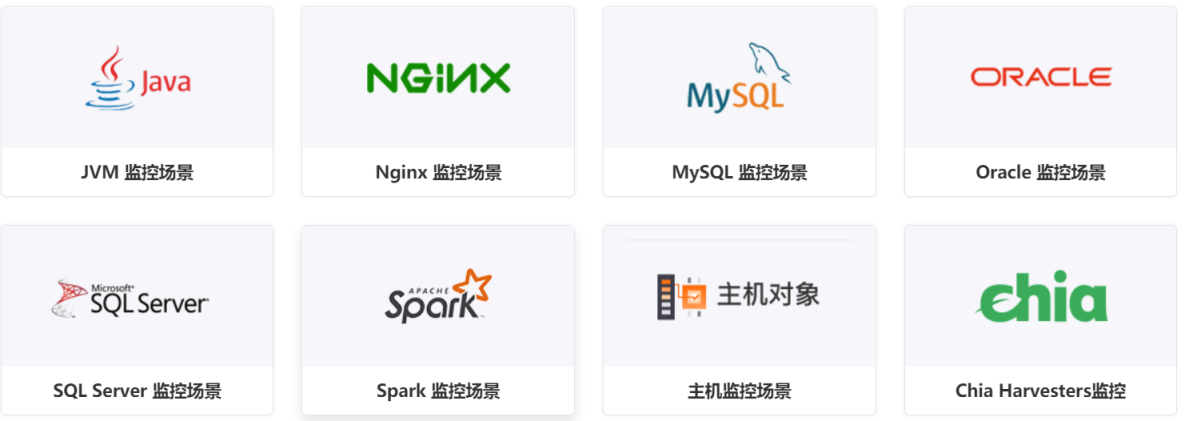 Java
NGINX
MySQL
ORACLE
JVM 监控场景
Nginx 监控场景
MySQL 监控场景
Oracle 监控场景
Microsoft®
SQL Server®
APACHE
Spark™
主机对象
chia
SQL Server 监控场景
Spark 监控场景
主机监控场景
Chia Harvesters监控